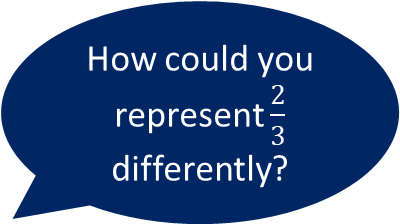 How could you
represent 2/3
differently?